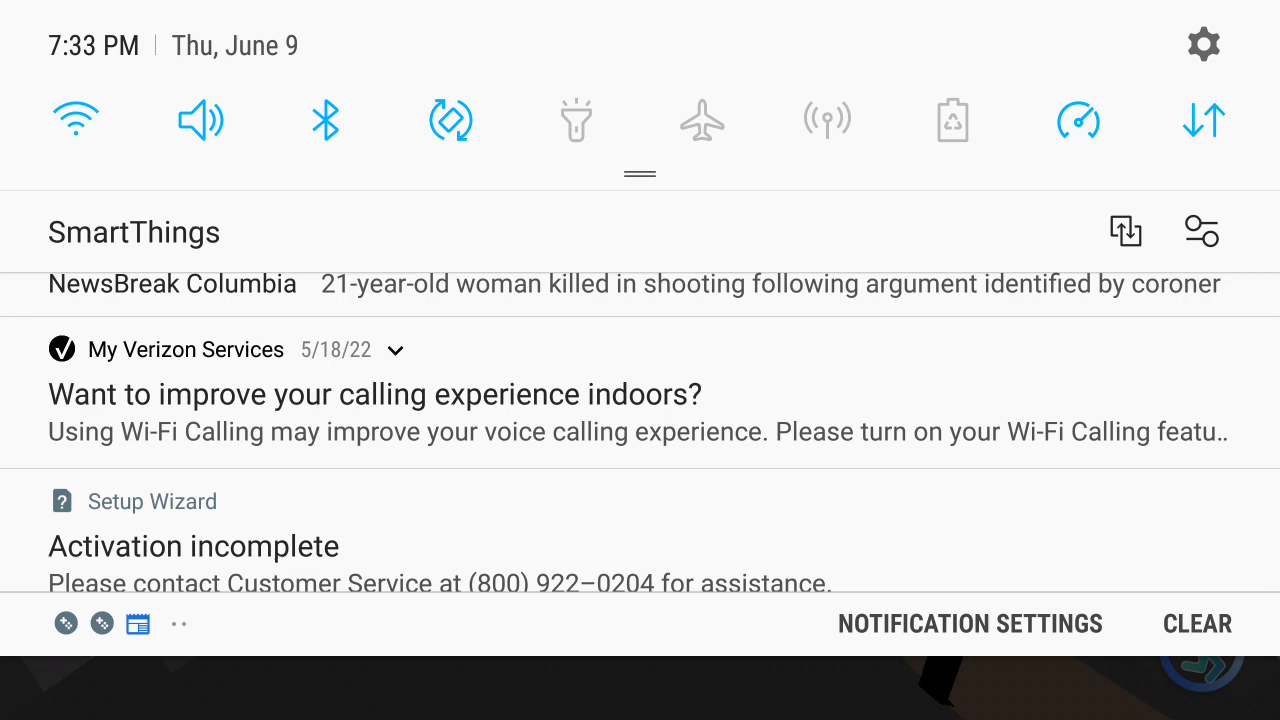 7:33 PM | Thu, June 9
SmartThings
NewsBreak Columbia 21-year-old woman killed in shooting following argument identified by coroner
My Verizon Services 5/18/22
Want to improve your calling experience indoors?
Using Wi-Fi Calling may improve your voice calling experience. Please turn on your Wi-Fi Calling featu..
Setup Wizard
Activation incomplete
Please contact Customer Service at (800) 922–0204 for assistance.
NOTIFICATION SETTINGS CLEAR